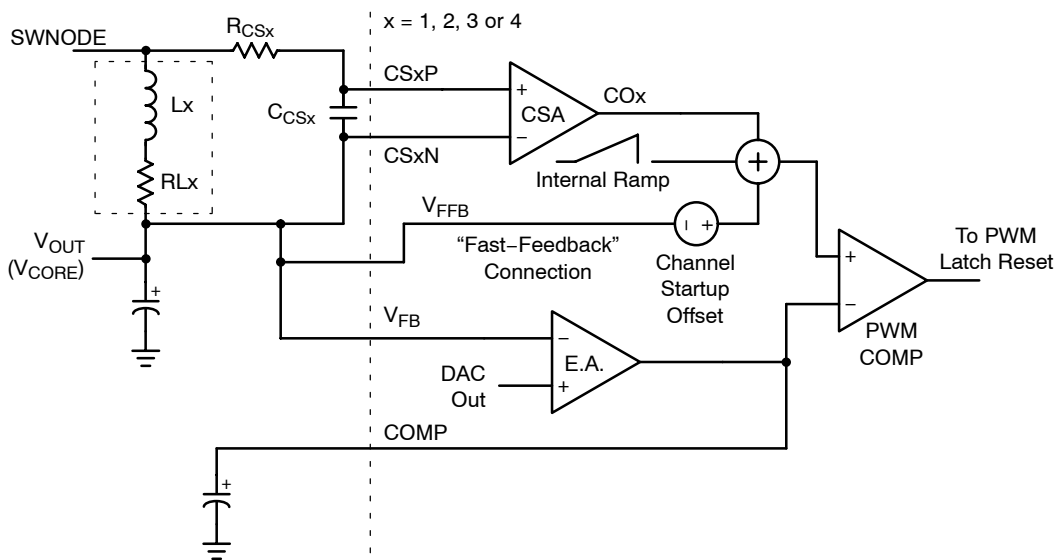 x = 1, 2, 3 or 4
SWNODE
RCSx
CSxP
Lx
CCSx
+
CSA
−
COx
CSxN
+
Internal Ramp
RLx
VFFB
− +
VOUT
(VCORE)
“Fast−Feedback”
Connection
Channel
Startup
Offset
+
−
To PWM
Latch Reset
+
PWM
COMP
VFB
−
E.A.
+
DAC
Out
COMP
+